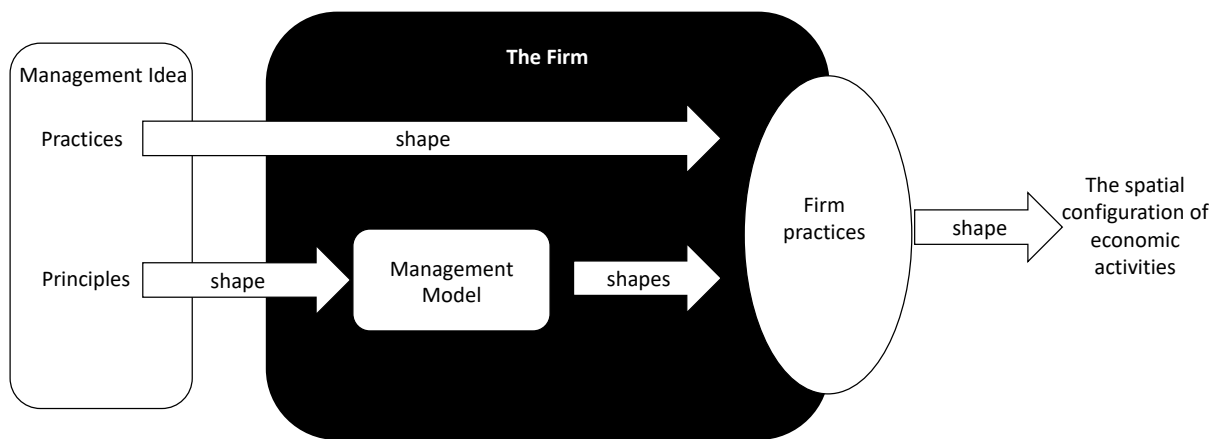 The Firm
Management Idea
Practices
shape
Principles
shape
Management
Model
shapes
Firm
practices
shape
The spatial
configuration of
economic
activities